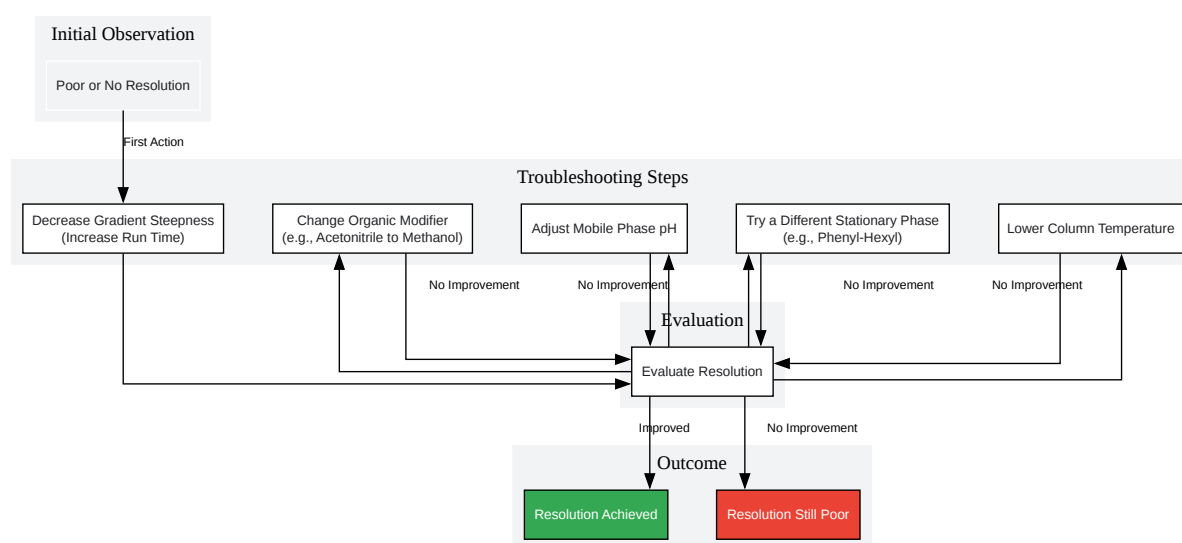 Initial Observation
Poor or No Resolution
First Action
Troubleshooting Steps
Decrease Gradient Steepness
(Increase Run Time)
Change Organic Modifier
(e.g., Acetonitrile to Methanol)
Adjust Mobile Phase pH
Try a Different Stationary Phase
(e.g., Phenyl-Hexyl)
Lower Column Temperature
No Improvement
No Improvement
No Improvement
No Improvement
Evaluation
Evaluate Resolution
Improved
No Improvement
Outcome
Resolution Achieved
Resolution Still Poor